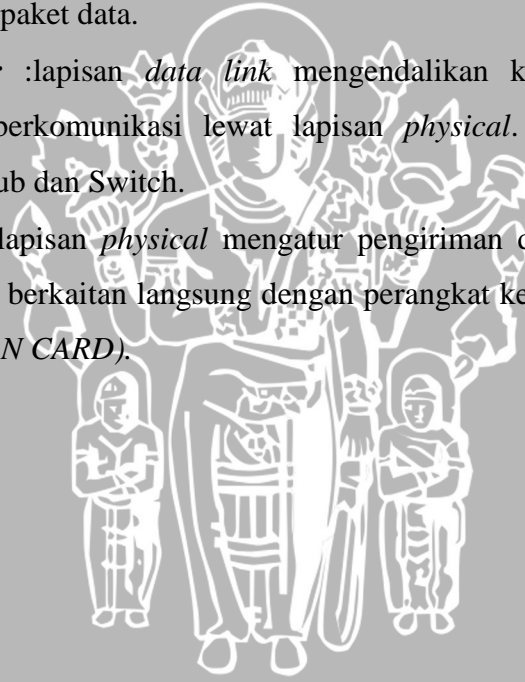 paket data.
:lapisan data link mengendalikan k
berkomunikasi lewat lapisan physical.
ub dan Switch.
lapisan physical mengatur pengiriman d
berkaitan langsung dengan perangkat ke
N CARD).